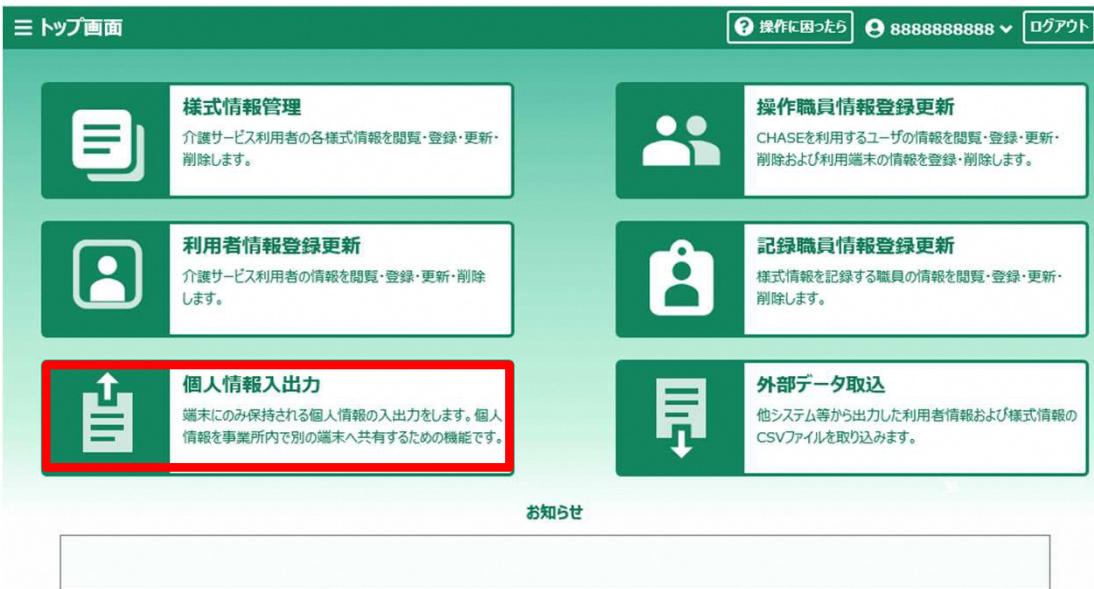 トップ画面
操作に困ったら
8888888888
ログアウト
様式情報管理
介護サービス利用者の各様式情報を閲覧・登録・更新・
削除します。
操作職員情報登録更新
CHASEを利用するユーザの情報を閲覧・登録・更新・
削除および利用端末の情報を登録・削除します。
利用者情報登録更新
介護サービス利用者の情報を閲覧・登録・更新・削除
します。
記録職員情報登録更新
様式情報を記録する職員の情報を閲覧・登録・更新・
削除します。
個人情報入出力
端末にのみ保持される個人情報の入出力をします。個人
情報を事業所内で別の端末へ共有するための機能です。
外部データ取込
他システム等から出力した利用者情報および様式情報の
CSVファイルを取り込みます。
お知らせ